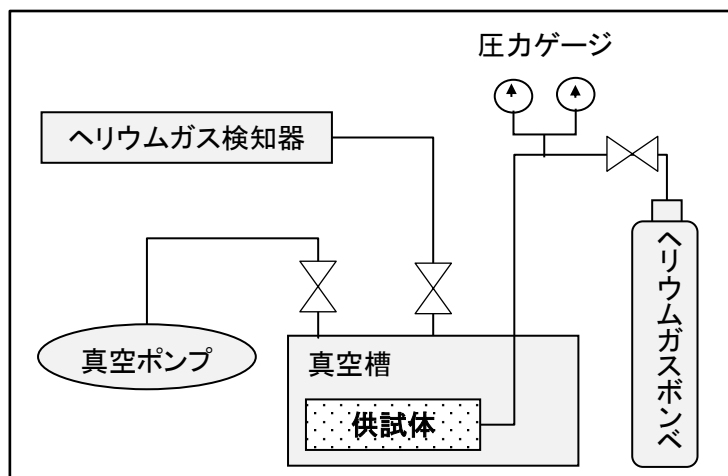 圧力ゲージ
ヘリウムガス検知器
ヘリウムガスボンベ
真空ポンプ
真空槽
供試体